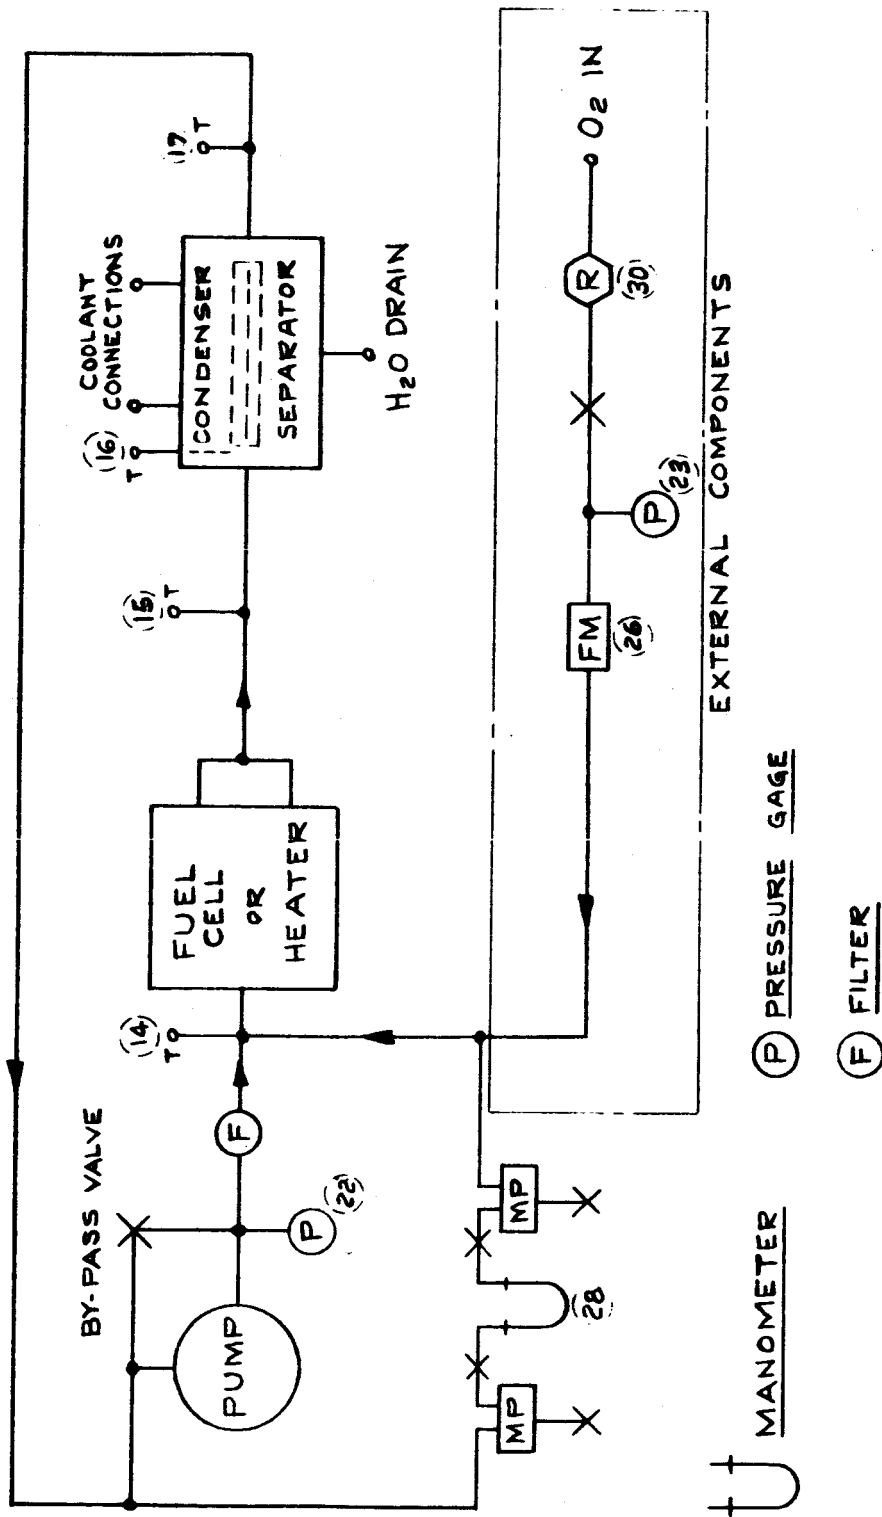 BY-PASS VALVE
PUMP
P
(22)
F
(14)
T
FUEL
CELL
OR
HEATER
(15)
T
(16)
T
COOLANT
CONNECTIONS
CONDENSER
SEPARATOR
H₂O DRAIN
(17)
T
MP
(28)
MP
FM
(26)
P
(23)
R
(30)
O₂ IN
EXTERNAL COMPONENTS
MANOMETER
P PRESSURE GAGE
F FILTER